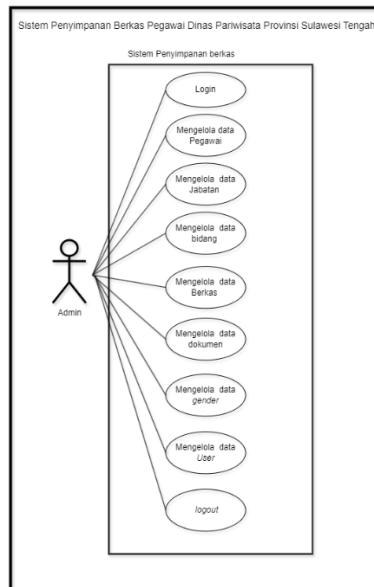 Sistem Penyimpanan Berkas Pegawai Dinas Pariwisata Provinsi Sulawesi Tengah
Sistem Penyimpanan berkas
Login
Mengelola data
Pegawai
Mengelola data
Jabatan
Mengelola data
bidang
Mengelola data
Berkas
Mengelola data
dokumen
Mengelola data
gender
Mengelola data
User
logout
Admin